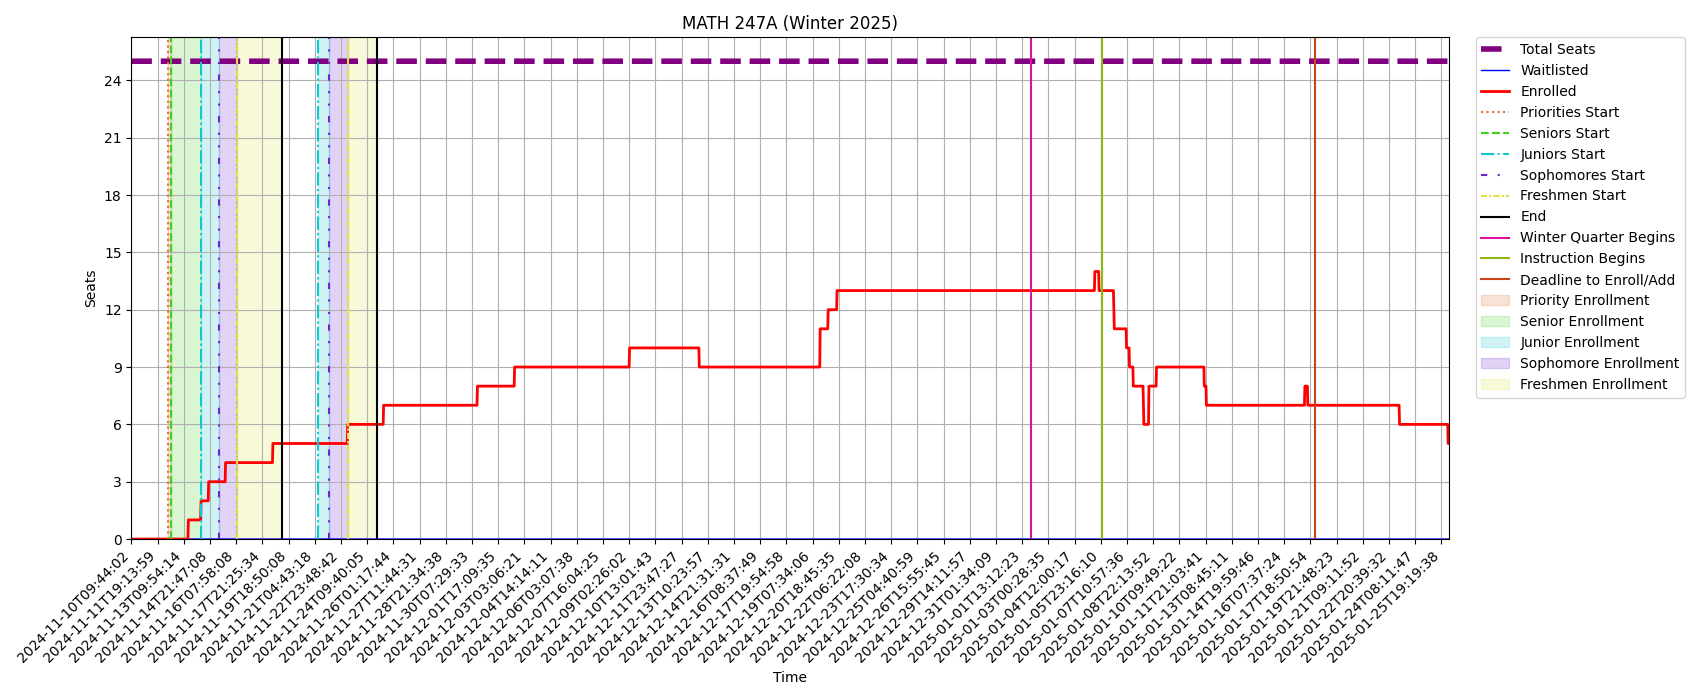 MATH 247A (Winter 2025)
Seats
24
21
18
15
12
9
6
3
0
2024-11-10T09:44:02
2024-11-11T19:13:59
2024-11-13T09:54:14
2024-11-14T21:47:08
2024-11-16T07:58:08
2024-11-17T21:25:34
2024-11-19T18:50:08
2024-11-21T04:43:18
2024-11-22T23:48:42
2024-11-24T09:40:05
2024-11-26T01:17:44
2024-11-27T11:44:31
2024-11-28T21:34:38
2024-11-30T07:29:33
2024-12-01T17:09:35
2024-12-03T03:06:21
2024-12-04T14:14:11
2024-12-06T03:07:38
2024-12-07T16:04:25
2024-12-09T02:26:02
2024-12-10T13:01:43
2024-12-11T23:47:27
2024-12-13T10:23:57
2024-12-14T21:31:31
2024-12-16T08:37:49
2024-12-17T19:54:58
2024-12-19T07:34:06
2024-12-20T18:45:35
2024-12-22T06:22:08
2024-12-23T17:30:34
2024-12-25T04:40:59
2024-12-26T15:55:45
2024-12-29T14:11:57
2024-12-31T01:34:09
2025-01-01T13:12:23
2025-01-03T00:28:35
2025-01-04T12:00:17
2025-01-05T23:16:10
2025-01-07T10:57:36
2025-01-08T22:13:52
2025-01-10T09:49:22
2025-01-11T21:03:41
2025-01-13T08:45:11
2025-01-14T19:59:46
2025-01-16T07:37:24
2025-01-17T18:50:54
2025-01-19T21:48:23
2025-01-21T09:11:52
2025-01-22T20:39:32
2025-01-24T08:11:47
2025-01-25T19:19:38
Time
Total Seats
Waitlisted
Enrolled
Priorities Start
Seniors Start
Juniors Start
Sophomores Start
Freshmen Start
End
Winter Quarter Begins
Instruction Begins
Deadline to Enroll/Add
Priority Enrollment
Senior Enrollment
Junior Enrollment
Sophomore Enrollment
Freshmen Enrollment